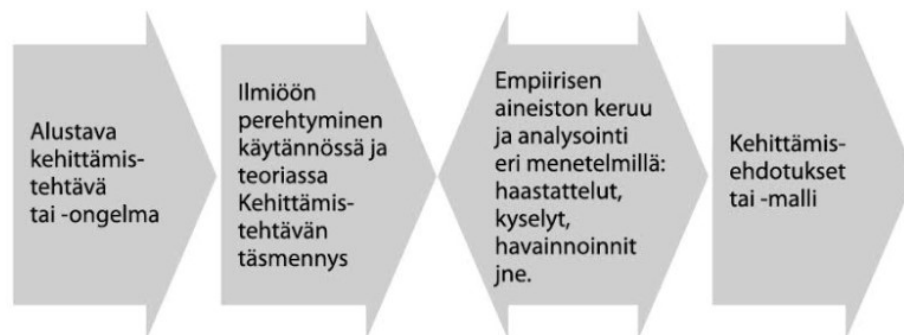 Alustava
kehittämis-
tehtävä
tai -ongelma
Ilmiöön
perehtyminen
käytännössä ja
teoriassa
Kehittämis-
tehtävän
täsmennys
Empiirisen
aineiston keruu
ja analysointi
eri menetelmillä:
haastattelut,
kyselyt,
havainnoinnit
jne.
Kehittämis-
ehdotukset
tai -malli